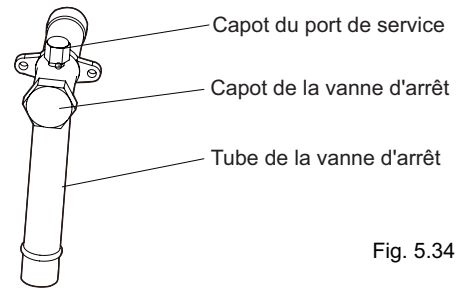 Capot du port de service
Capot de la vanne d'arrêt
Tube de la vanne d'arrêt
Fig. 5.34